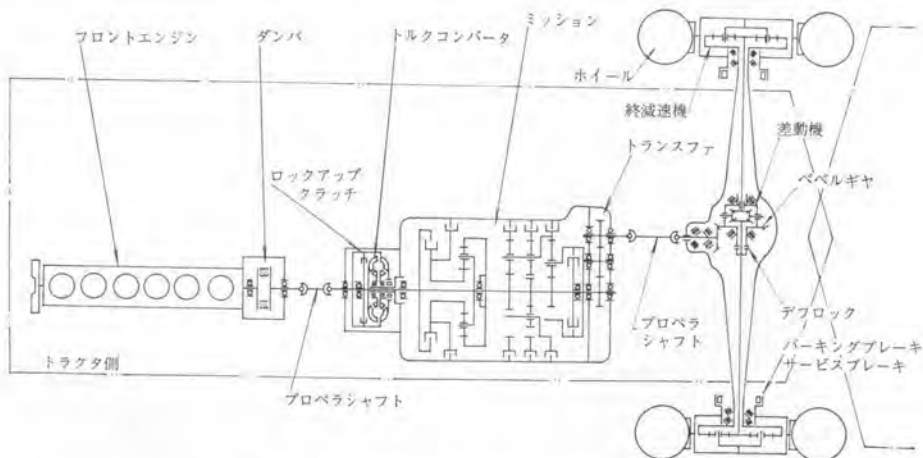 フロントエンジン
ダンパ
トルクコンバータ
ミッション
ホイール
終減速機
差動機
トランスファ
ベベルギヤ
ロックアップ
クラッチ
プロペラ
シャフト
デフロック
パーキングブレーキ
サービスブレーキ
トラクタ側
プロペラシャフト